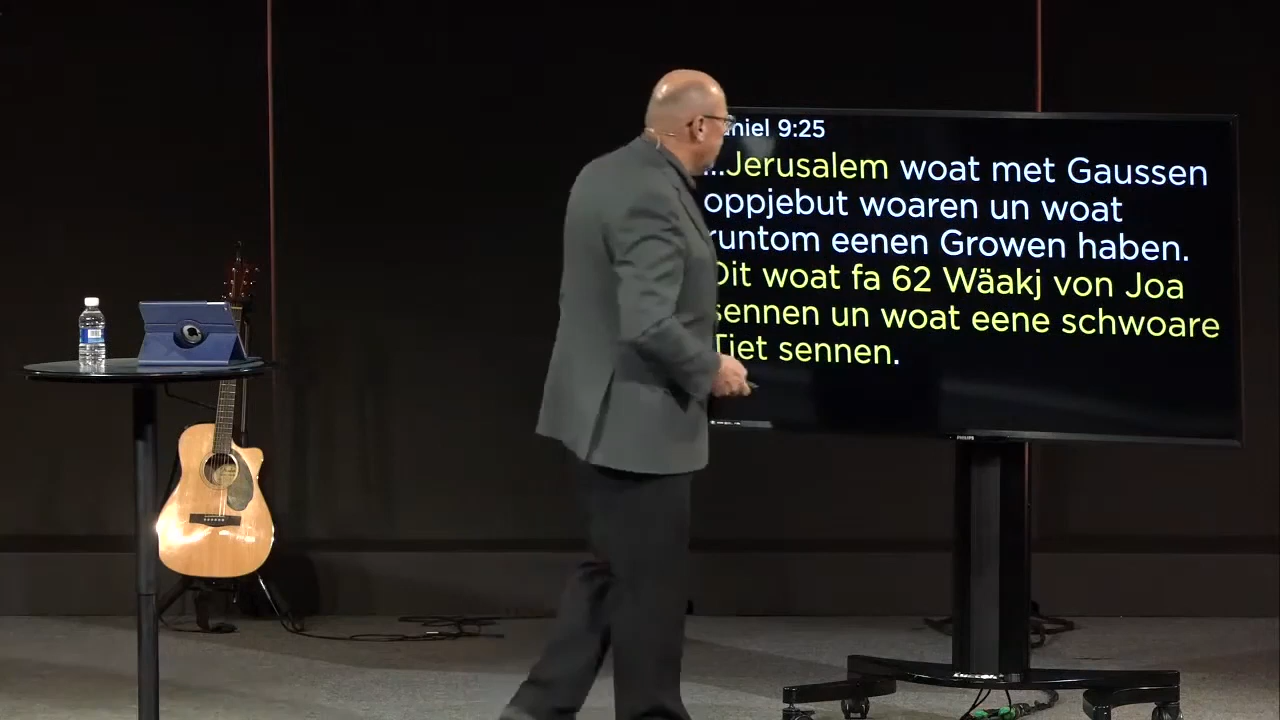 niel 9:25
...Jerusalem woat met Gaussen
oppjebut woaren un woat
runtom eenen Growen haben.
Dit woat fa 62 Wäakj von Joa
sennen un woat eene schwoare
Tiet sennen.
PHILIPS